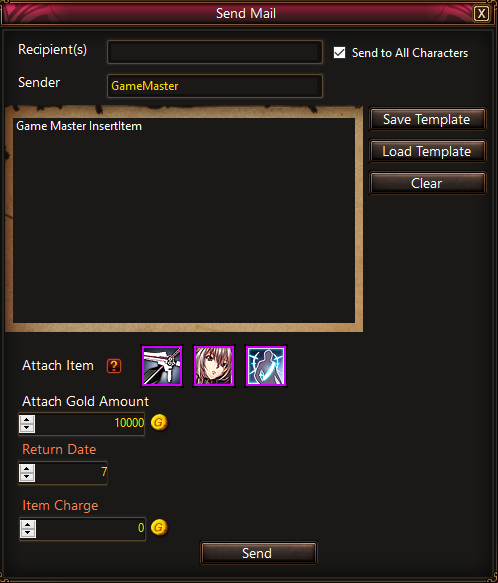 Send Mail
X
Recipient(s)
Send to All Characters
Sender
GameMaster
Save Template
Game Master InsertItem
Load Template
Clear
Attach Item ?
Attach Gold Amount
10000 G
Return Date
7
Item Charge
0 G
Send